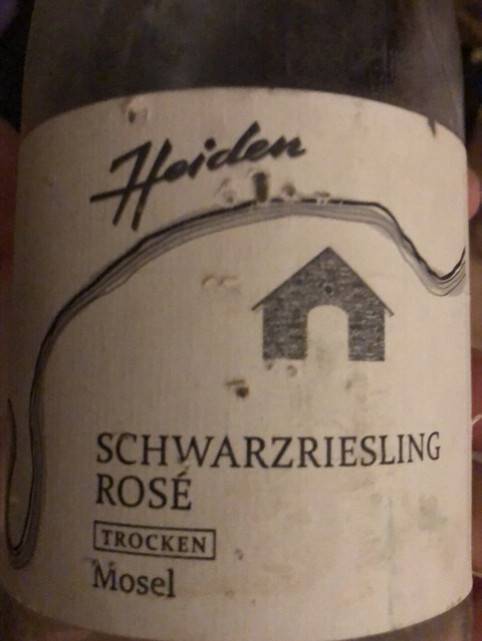 Heiden
SCHWARZRIESLING
ROSÉ
TROCKEN
Mosel